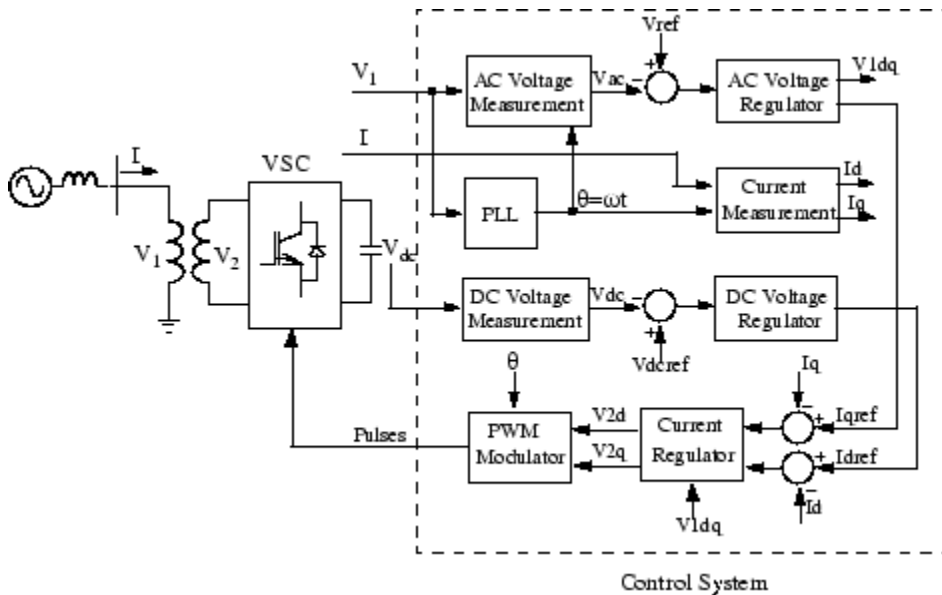 Vref
V1
AC Voltage
Measurement
Vac
−
+
AC Voltage
Regulator
V1dq
I
I
VSC
PLL
θ=ωt
Current
Measurement
Id
Iq
V1
V2
Vdc
DC Voltage
Measurement
Vdc
−
+
Vdcref
DC Voltage
Regulator
θ
Iq
−
+
Iqref
V2d
PWM
Modulator
Pulses
V2q
Current
Regulator
+
Idref
−
Id
V1dq
Control System